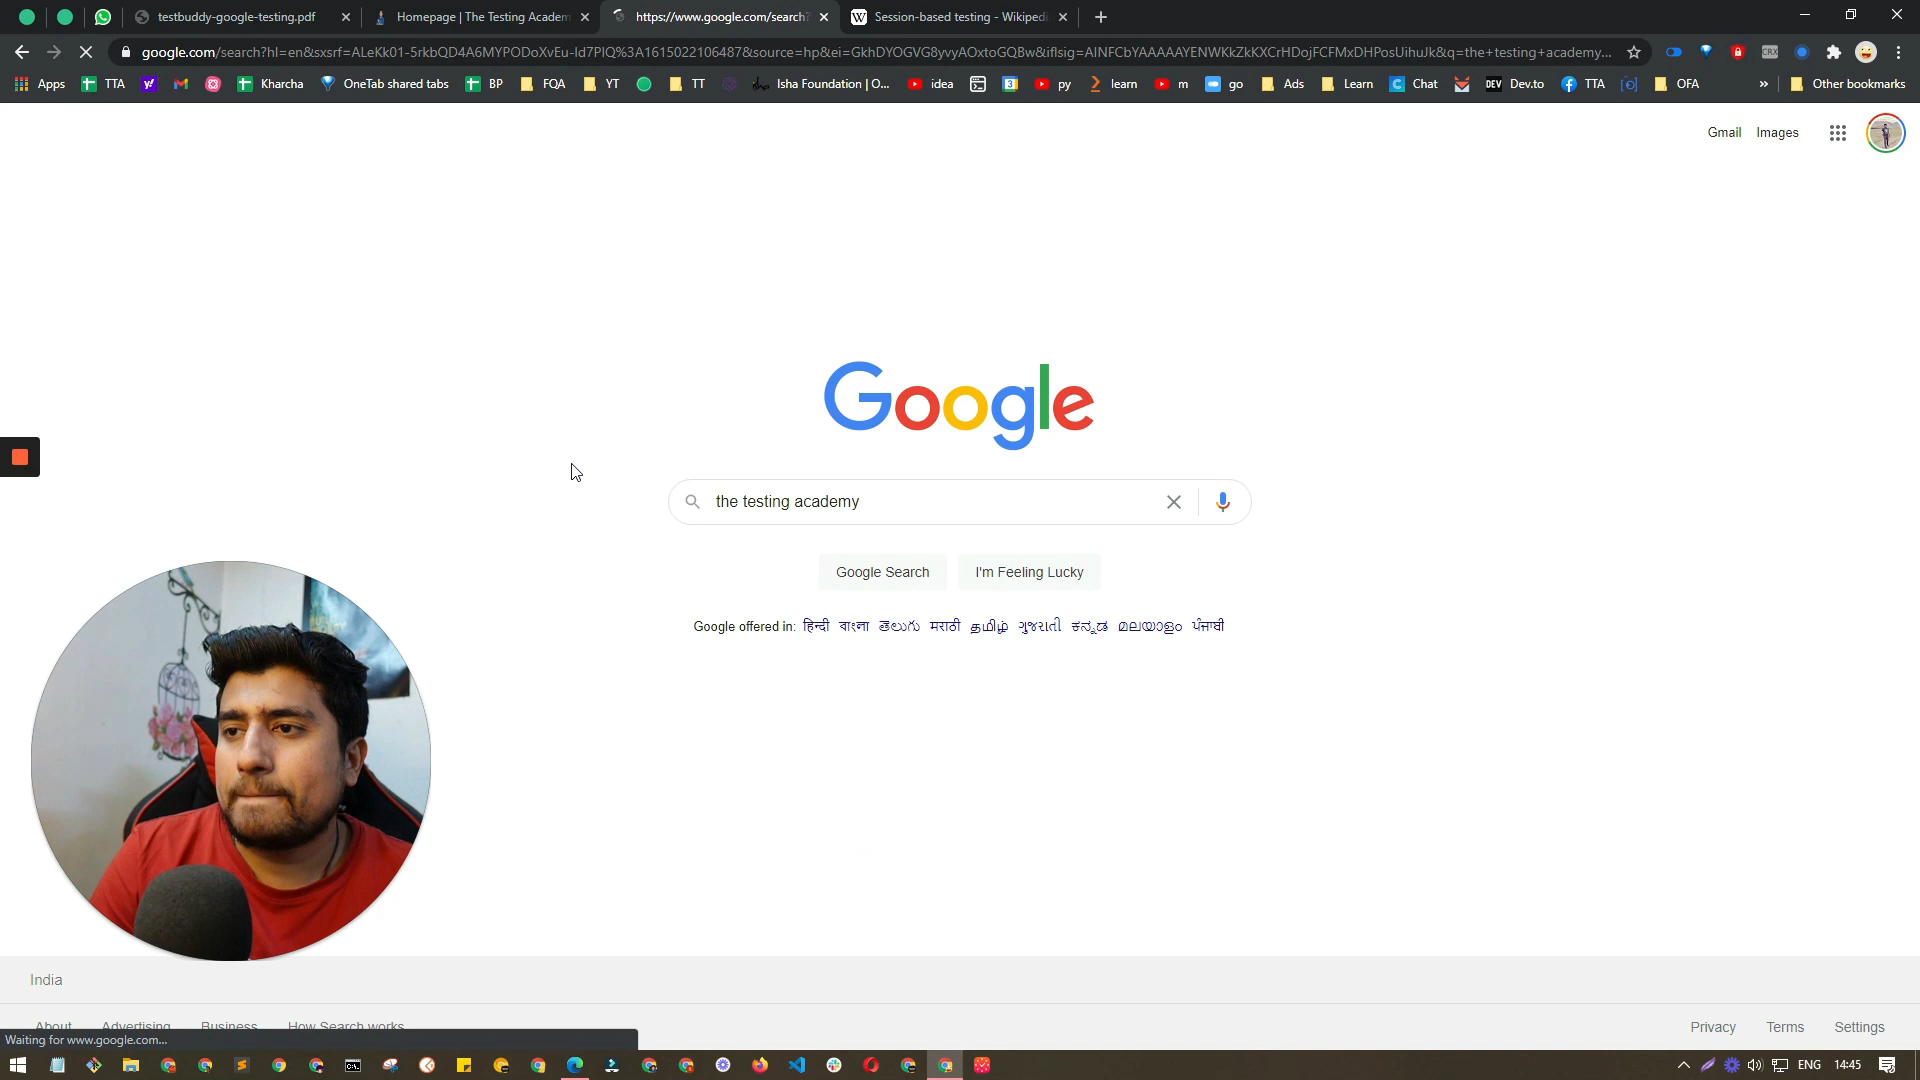 testbuddy-google-testing.pdf
Homepage | The Testing Academ
https://www.google.com/search?
Session-based testing - Wikipedi
google.com/search?hl=en&sxsrf=ALeKk01-5rkbQD4A6MYPODoXvEu-Id7PIQ%3A1615022106487&source=hp&ei=GkhDYOGVG8yvyAOxtoGQBw&iflsig=AINFCbYAAAAAYENWKkZkKXCrHDojFCFMxDHPosUihuJk&q=the+testing+academy...
Apps TTA Kharcha OneTab shared tabs BP FQA YT TT Isha Foundation | O... idea py learn m go Ads Learn Chat Dev.to TTA OFA » Other bookmarks
Gmail Images
Google
the testing academy
Google Search I'm Feeling Lucky
Google offered in: हिन्दी বাংলা తెలుగు मराठी தமிழ் ગુજરાતી ಕನ್ನಡ മലയാളം ਪੰਜਾਬੀ
India
About Advertising Business How Search works
Privacy Terms Settings
Waiting for www.google.com...
ENG 14:45